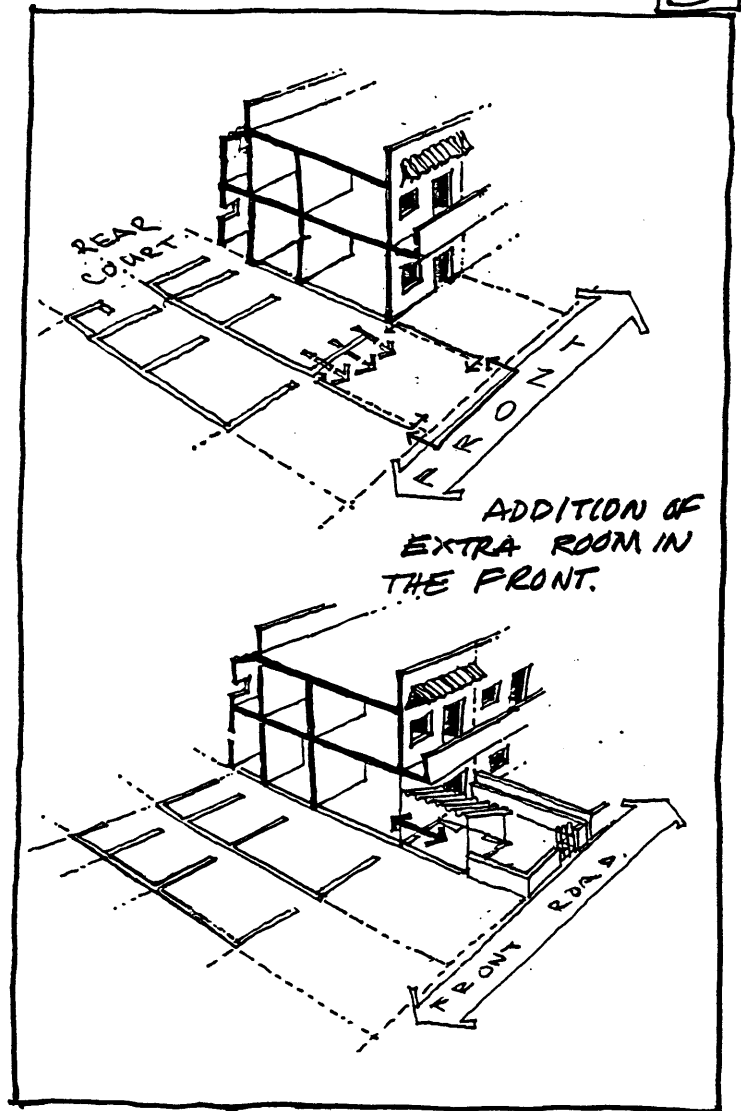 REAR
COURT.
FRONT
ADDITION OF
EXTRA ROOM IN
THE FRONT.
FRONT ROAD.